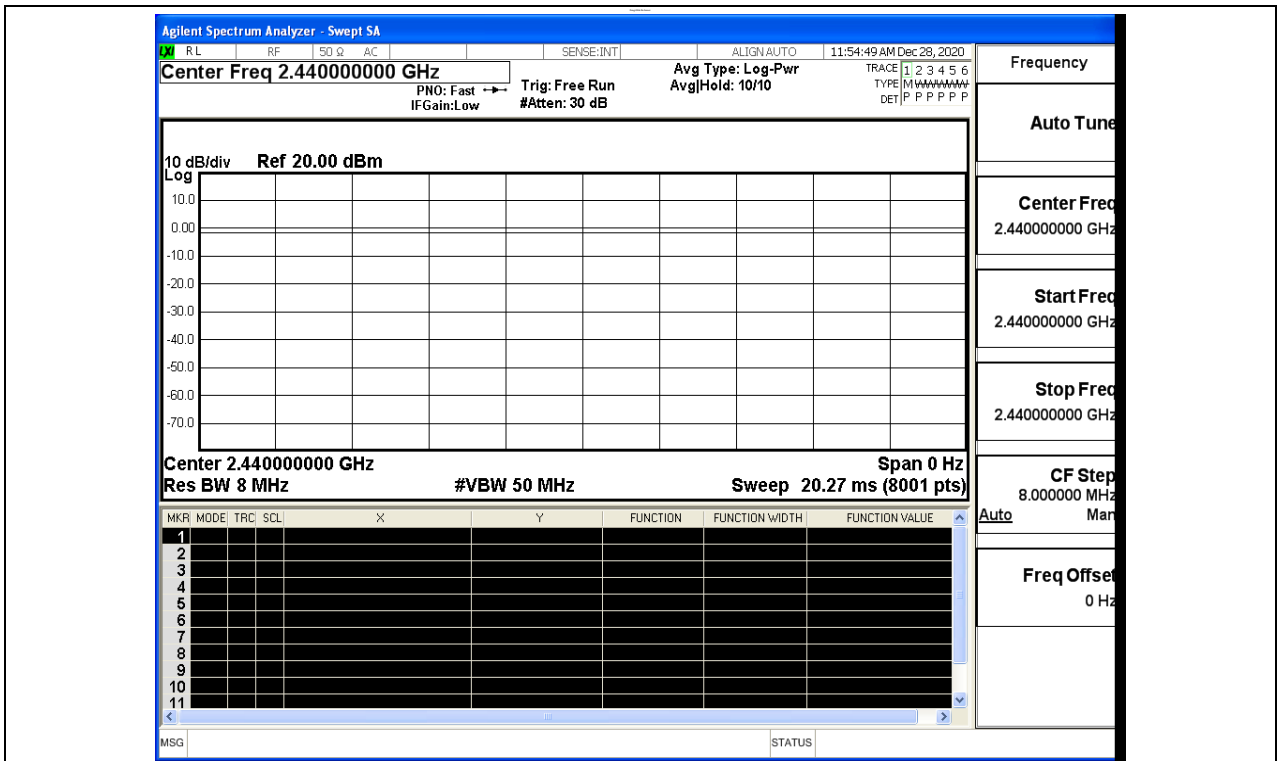 Agilent Spectrum Analyzer - Swept SA
LXI RL RF 50 Ω AC SENSE:INT ALIGN AUTO 11:54:49 AM Dec 28, 2020
Center Freq 2.440000000 GHz
PNO: Fast
IFGain:Low
Trig: Free Run
#Atten: 30 dB
Avg Type: Log-Pwr
Avg|Hold: 10/10
TRACE 1 2 3 4 5 6
TYPE M WWWWW
DET P P P P P P
10 dB/div Ref 20.00 dBm
Log
10.0
0.00
-10.0
-20.0
-30.0
-40.0
-50.0
-60.0
-70.0
Center 2.440000000 GHz Span 0 Hz
Res BW 8 MHz #VBW 50 MHz Sweep 20.27 ms (8001 pts)
MKR MODE TRC SCL X Y FUNCTION FUNCTION WIDTH FUNCTION VALUE
1
2
3
4
5
6
7
8
9
10
11
MSG STATUS
Frequency
Auto Tune
Center Freq
2.440000000 GHz
Start Freq
2.440000000 GHz
Stop Freq
2.440000000 GHz
CF Step
8.000000 MHz
Auto Man
Freq Offset
0 Hz